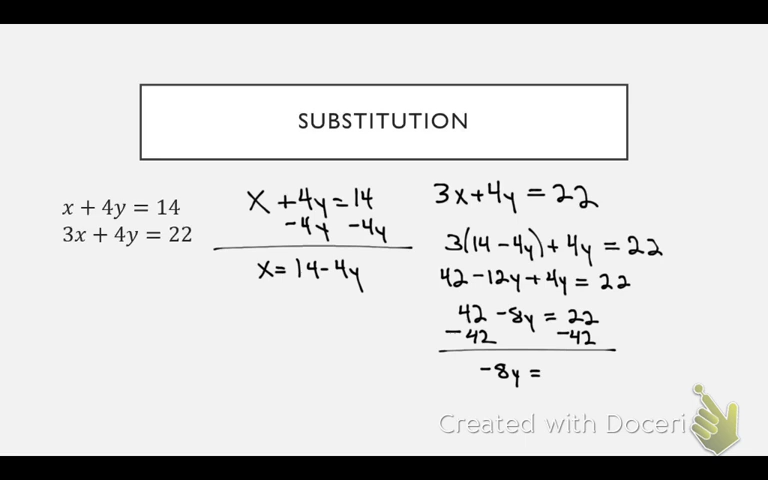 SUBSTITUTION
x + 4y = 14
3x + 4y = 22
x + 4y = 14
-4y -4y
x = 14 - 4y
3x + 4y = 22
3(14 - 4y) + 4y = 22
42 - 12y + 4y = 22
42 - 8y = 22
-42 -42
-8y =
Created with Doceri